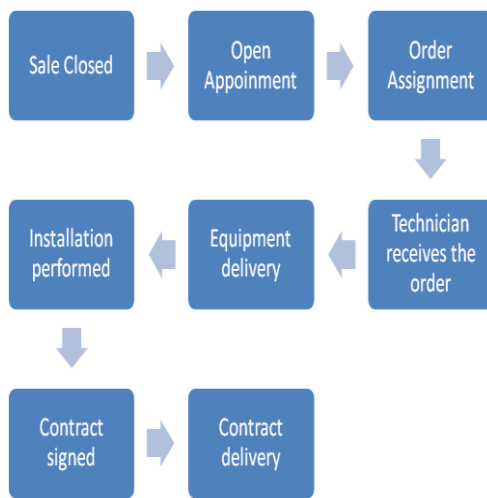 Sale Closed
Open
Appoinment
Order
Assignment
Technician
receives the
order
Equipment
delivery
Installation
performed
Contract
signed
Contract
delivery